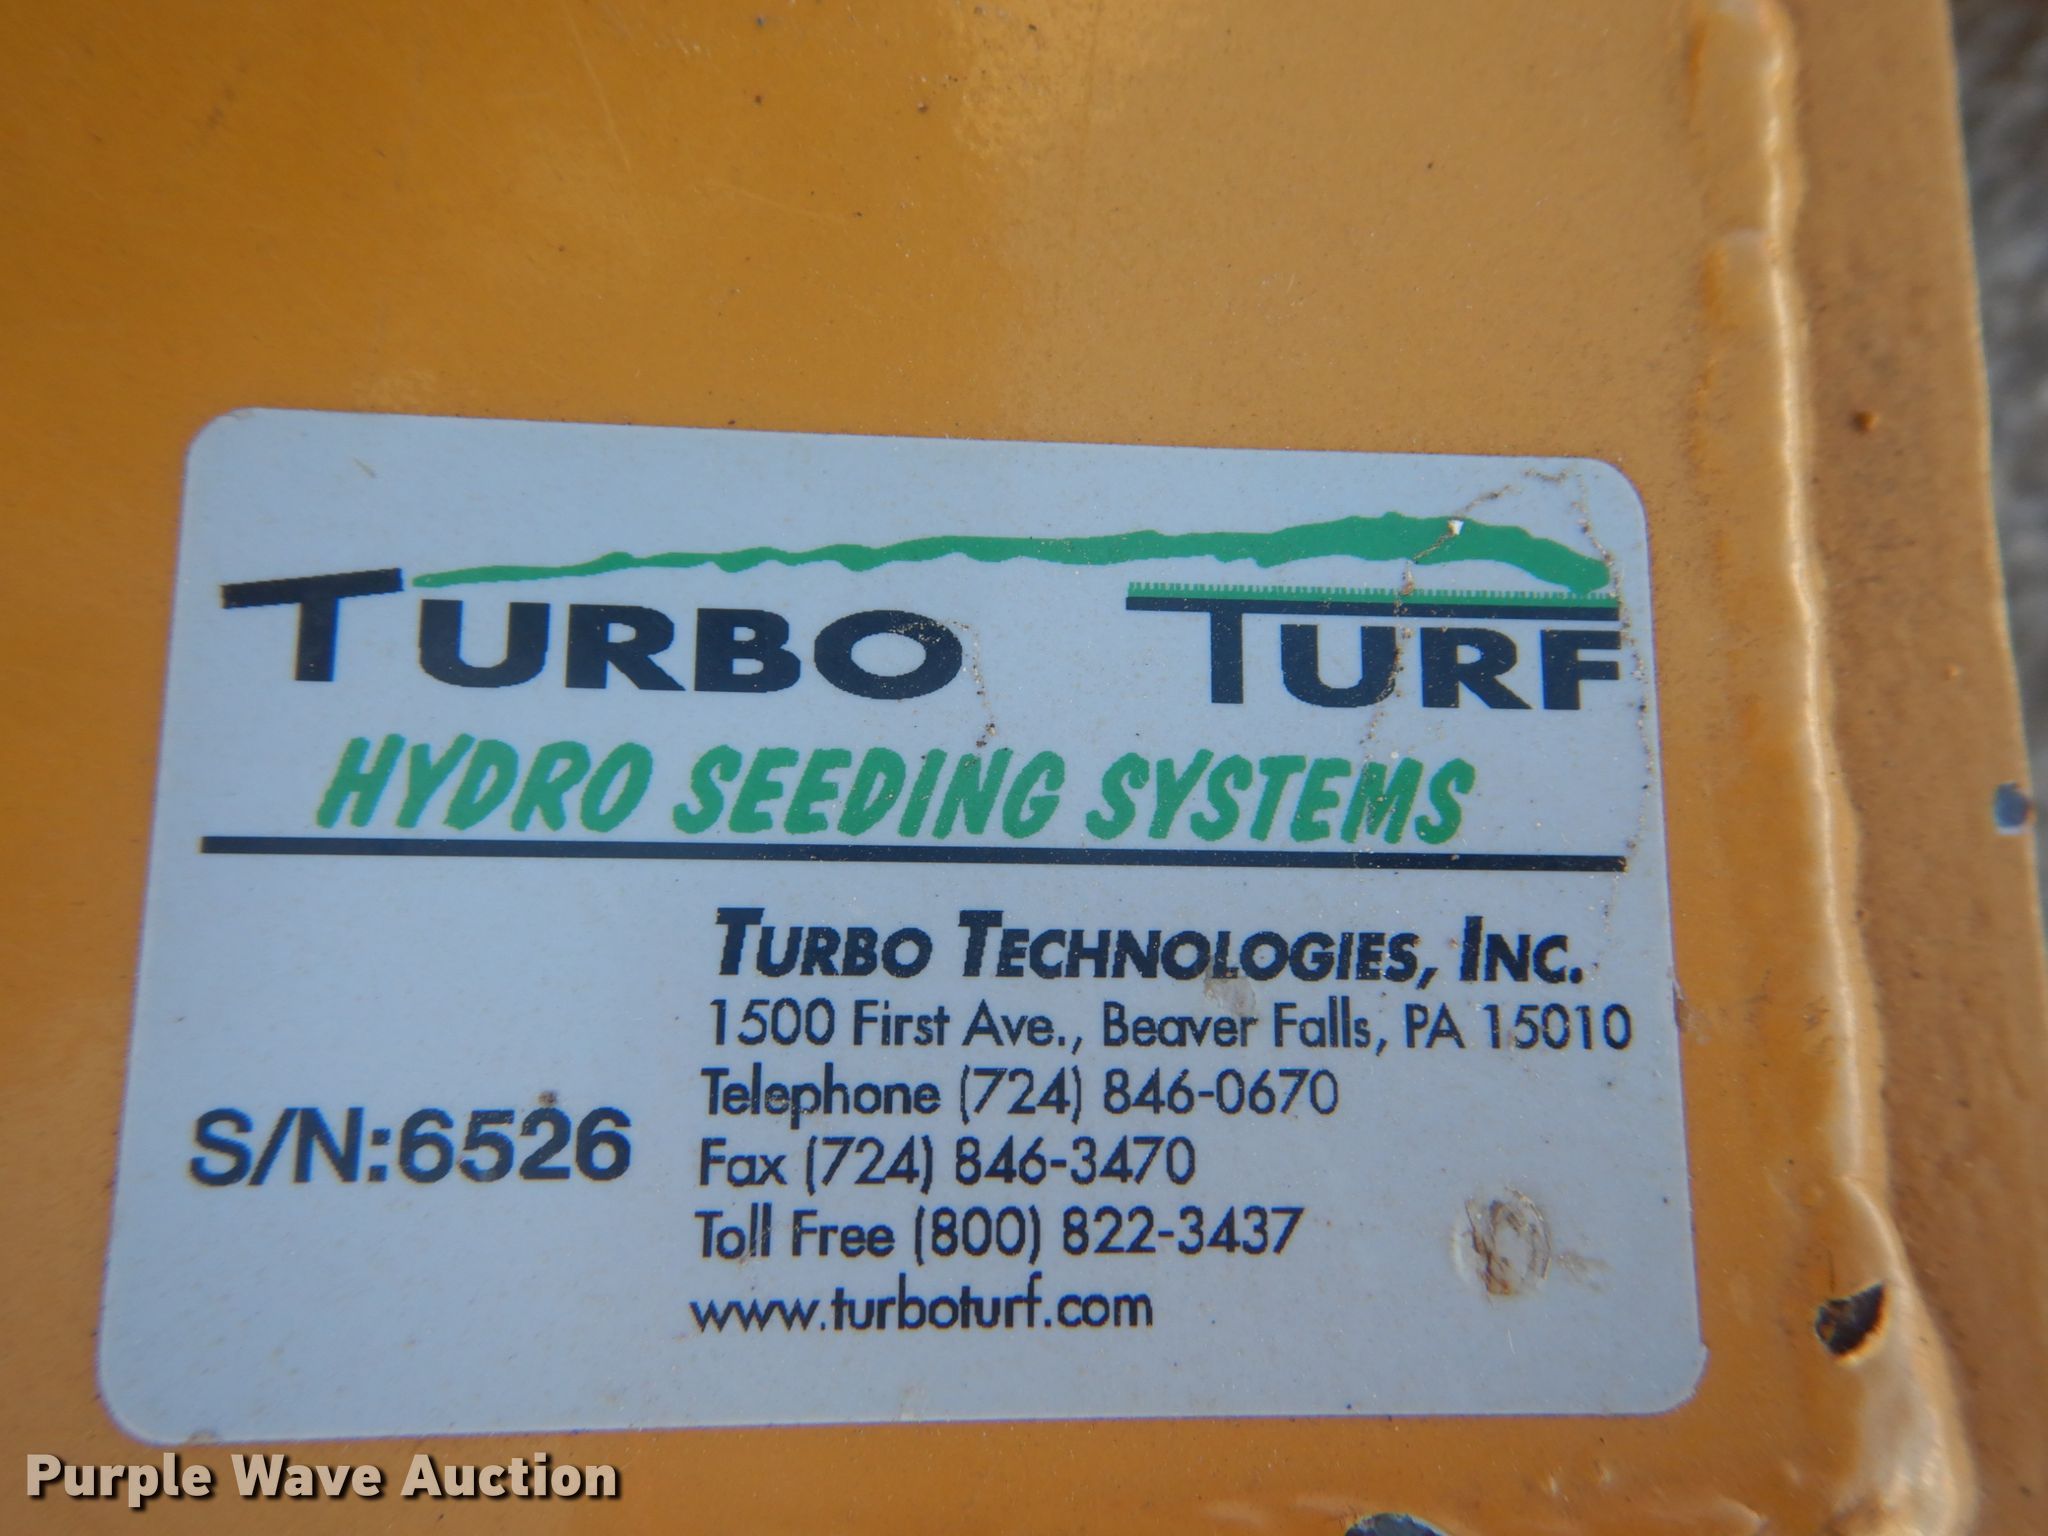 TURBO TURF
HYDRO SEEDING SYSTEMS
TURBO TECHNOLOGIES, INC.
1500 First Ave., Beaver Falls, PA 15010
Telephone (724) 846-0670
S/N:6526
Fax (724) 846-3470
Toll Free (800) 822-3437
www.turboturf.com
Purple Wave Auction